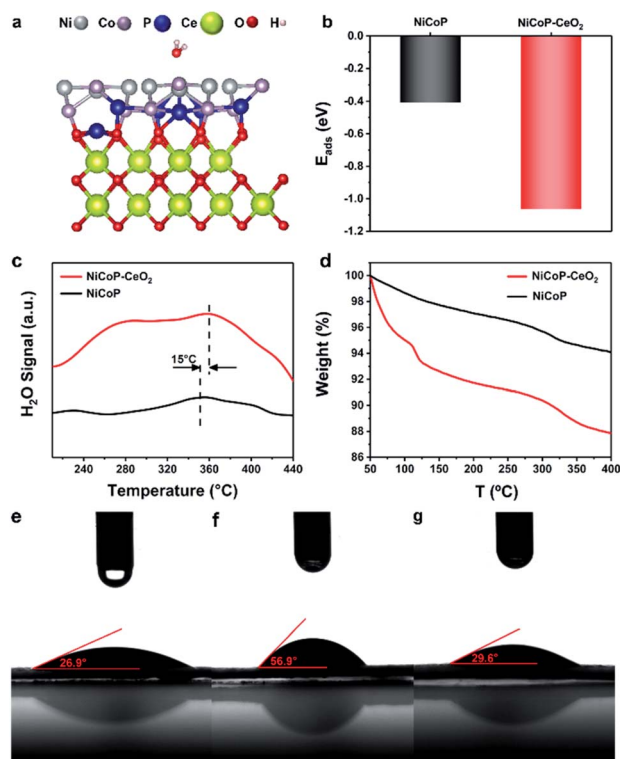 a
Ni Co P Ce O H
b
NiCoP NiCoP-CeO₂
0.0
-0.2
-0.4
-0.6
-0.8
-1.0
-1.2
E_ads (eV)
c
NiCoP-CeO₂
NiCoP
15°C
H₂O Signal (a.u.)
240 280 320 360 400 440
Temperature (°C)
d
NiCoP-CeO₂
NiCoP
100
98
96
94
92
90
88
86
Weight (%)
50 100 150 200 250 300 350 400
T (°C)
e f g
26.9° 56.9° 29.6°